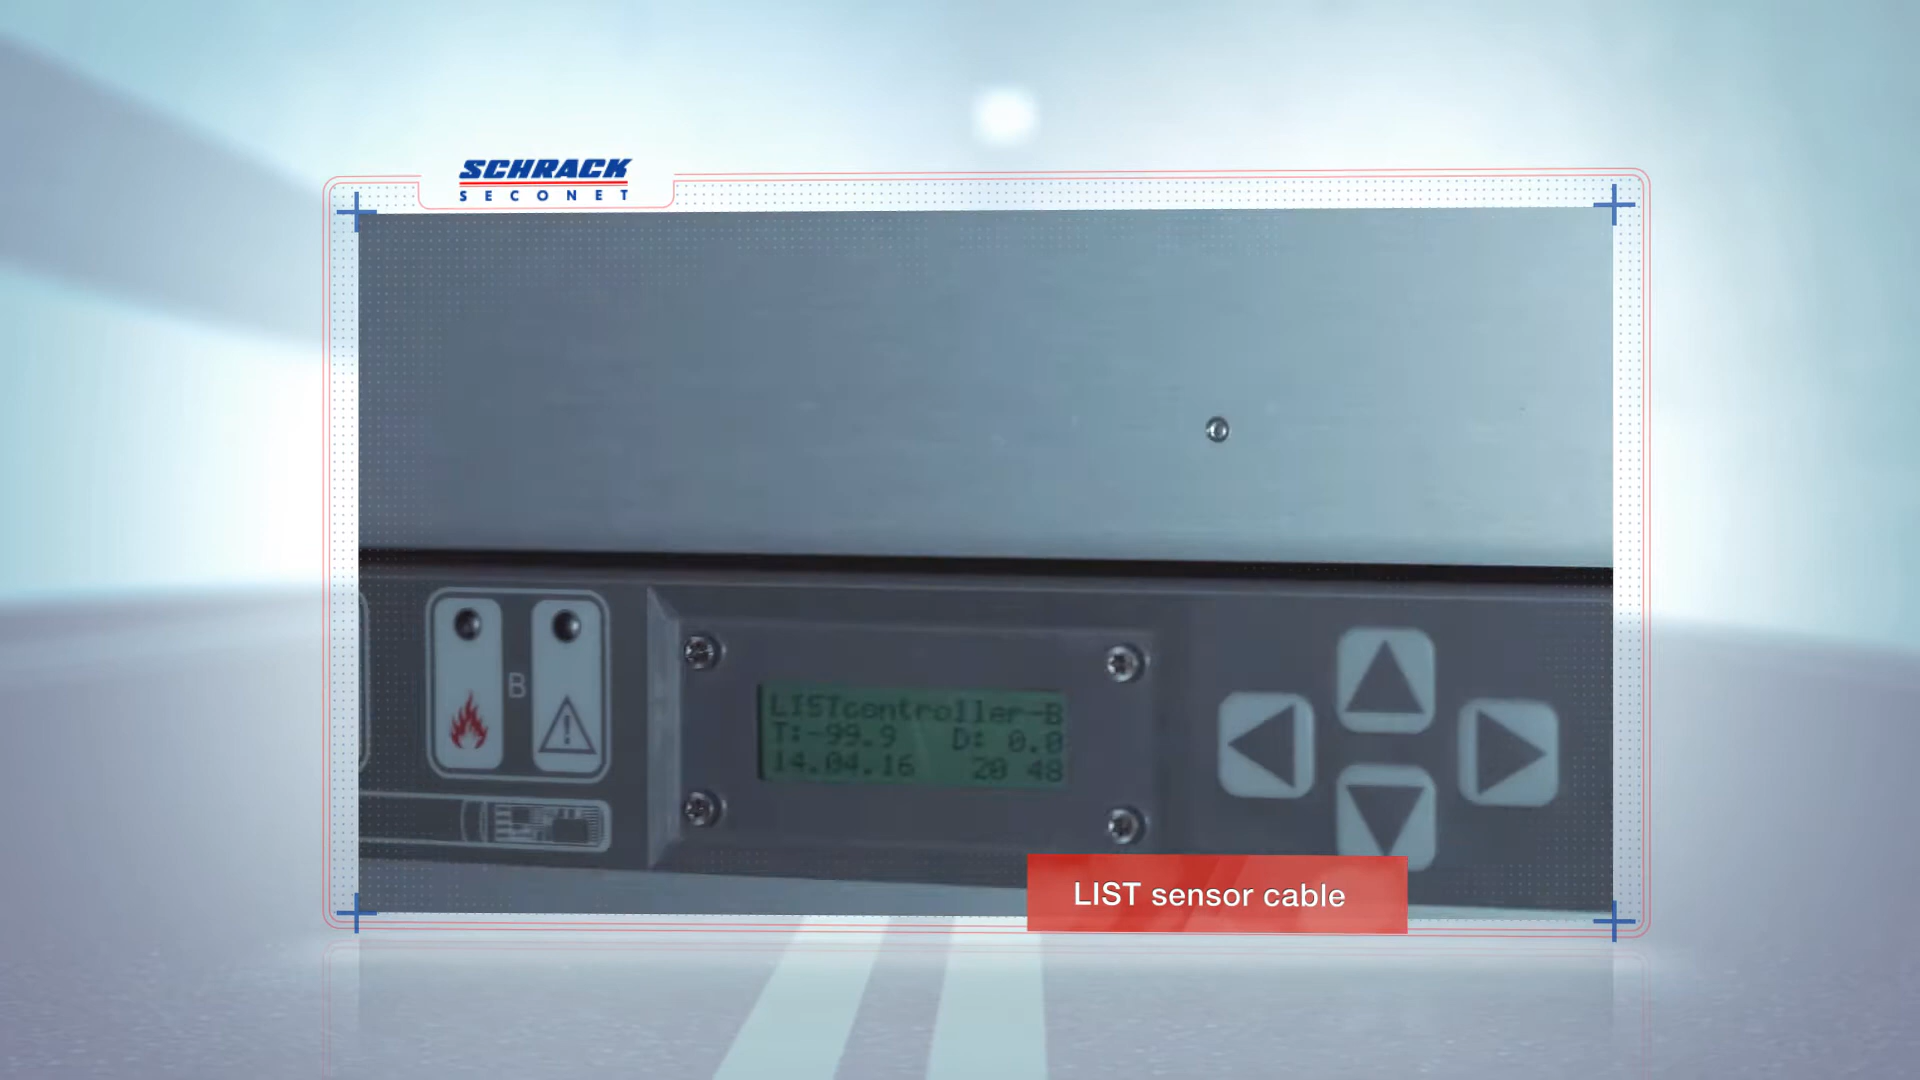 SCHRACK
SECONET
B
LISTcontroller-B
T:-99.9 D: 0.0
14.04.16 20 48
LIST sensor cable